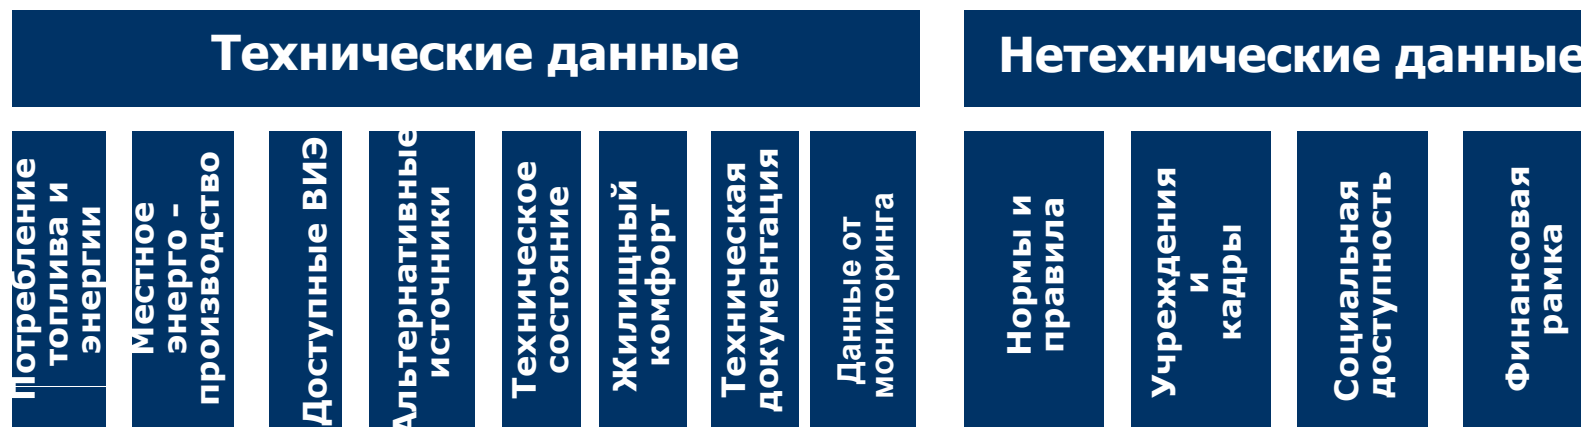 Технические данные
Нетехнические данные
Потребление
топлива и
энергии
Местное
энерго –
производство
Доступные ВИЭ
Альтернативные
источники
Техническое
состояние
Жилищный
комфорт
Техническая
документация
Данные от
мониторинга
Нормы и
правила
Учреждения
и
кадры
Социальная
доступность
Финансовая
рамка